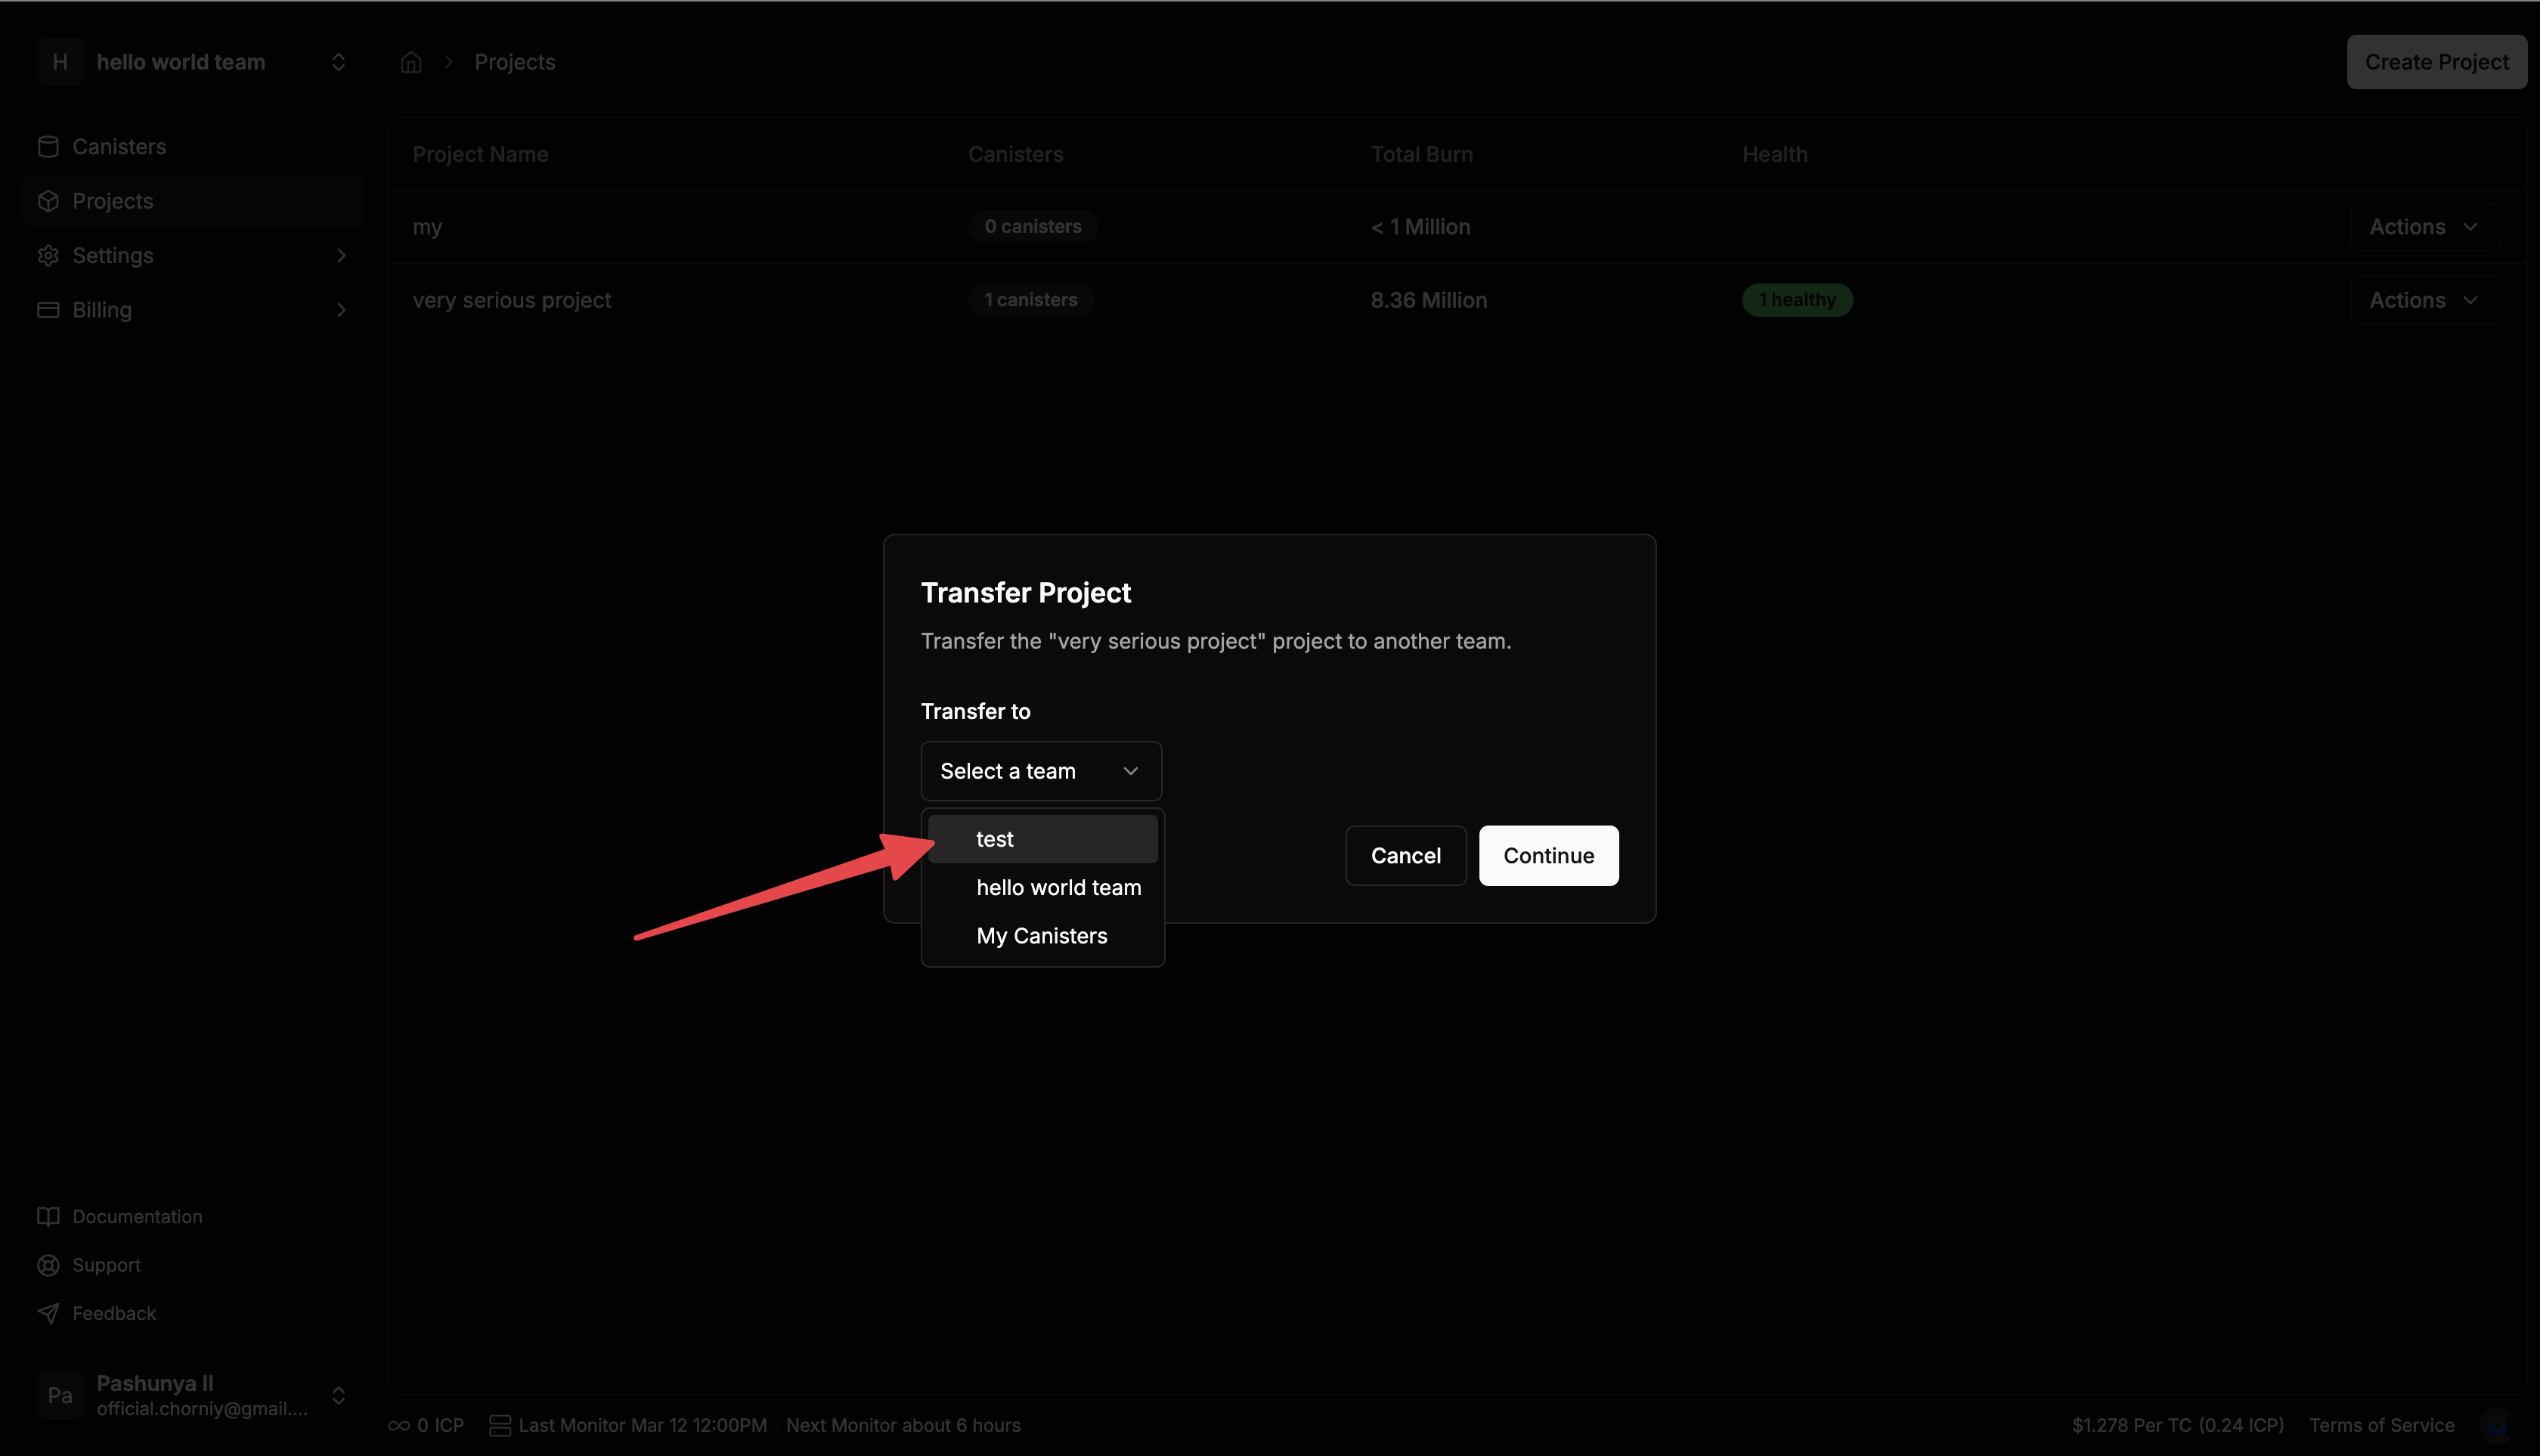 H hello world team
Projects
Create Project
Canisters
Projects
Settings
Billing
Project Name Canisters Total Burn Health
my 0 canisters < 1 Million Actions
very serious project 1 canisters 8.36 Million 1 healthy Actions
Transfer Project
Transfer the "very serious project" project to another team.
Transfer to
Select a team
test
hello world team
My Canisters
Cancel Continue
Documentation
Support
Feedback
Pa Pashunya II
official.chorniy@gmail....
0 ICP Last Monitor Mar 12 12:00PM Next Monitor about 6 hours $1.278 Per TC (0.24 ICP) Terms of Service